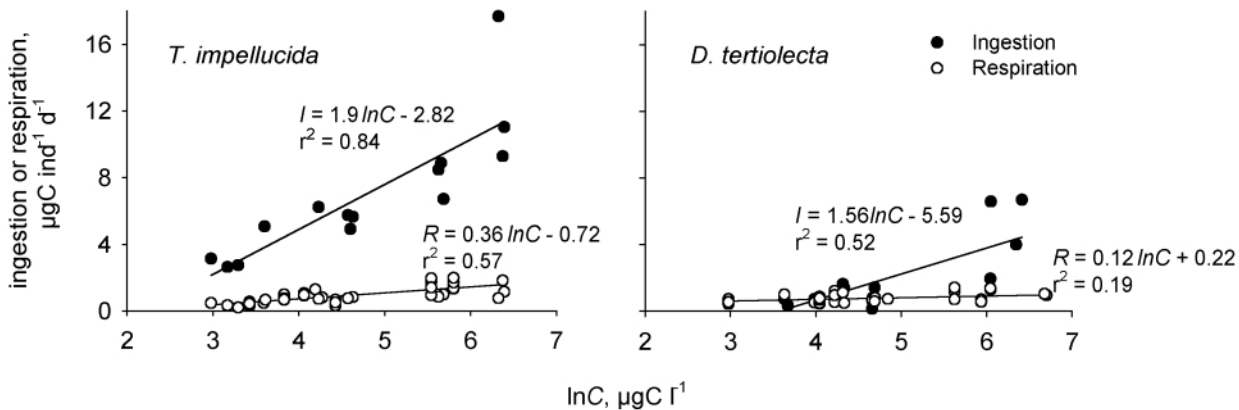 ingestion or respiration,
µgC ind⁻¹ d⁻¹
16
12
8
4
0
T. impellucida
I = 1.9 lnC - 2.82
r² = 0.84
R = 0.36 lnC - 0.72
r² = 0.57
2 3 4 5 6 7
D. tertiolecta
Ingestion
Respiration
I = 1.56lnC - 5.59
r² = 0.52
R = 0.12 lnC + 0.22
r² = 0.19
2 3 4 5 6 7
lnC, µgC l⁻¹